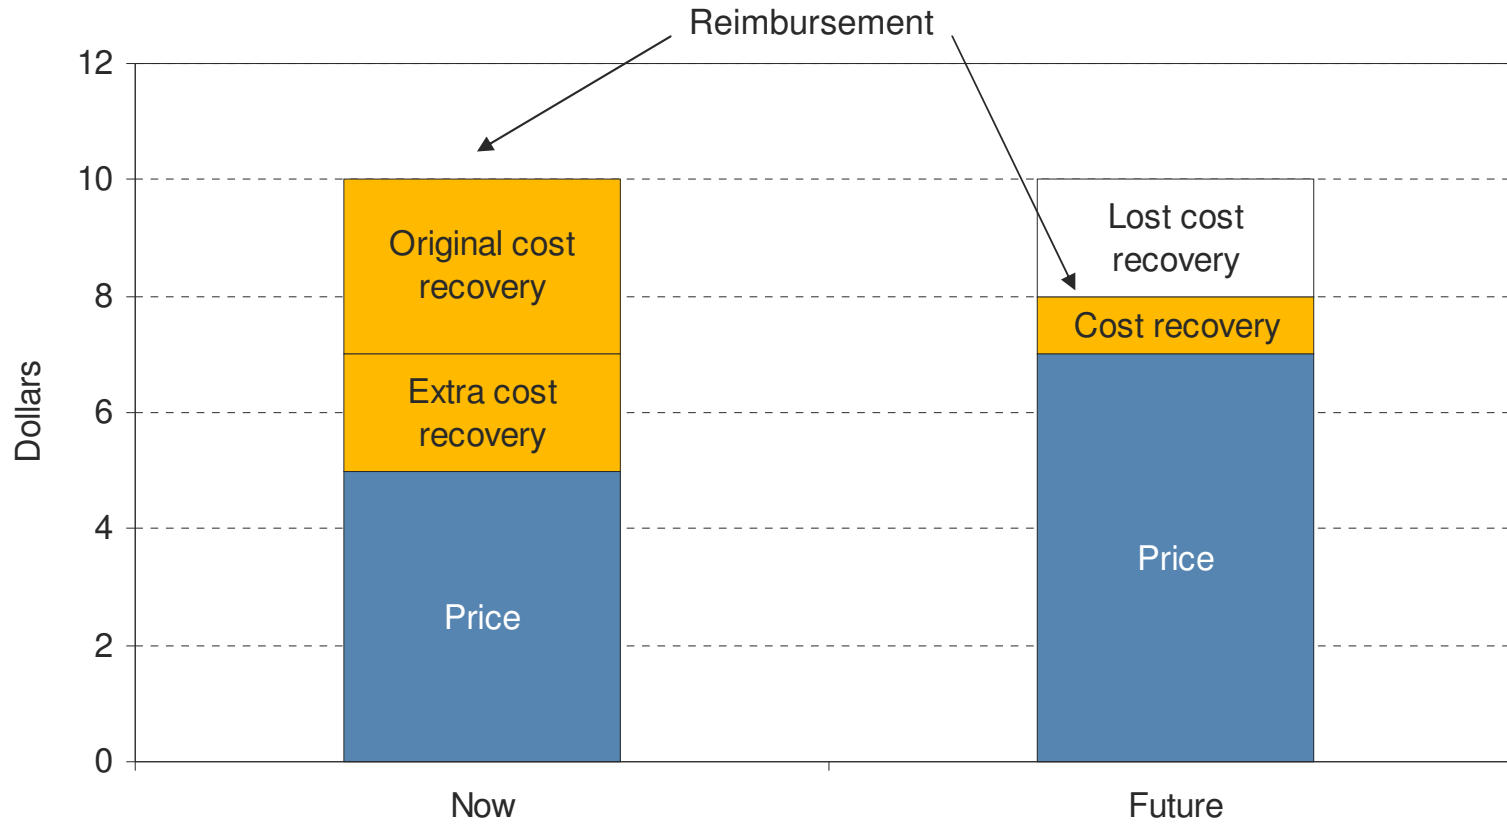 Reimbursement
12
10
8
6
4
2
0
Dollars
Original cost
recovery
Extra cost
recovery
Price
Lost cost
recovery
Cost recovery
Price
Now
Future